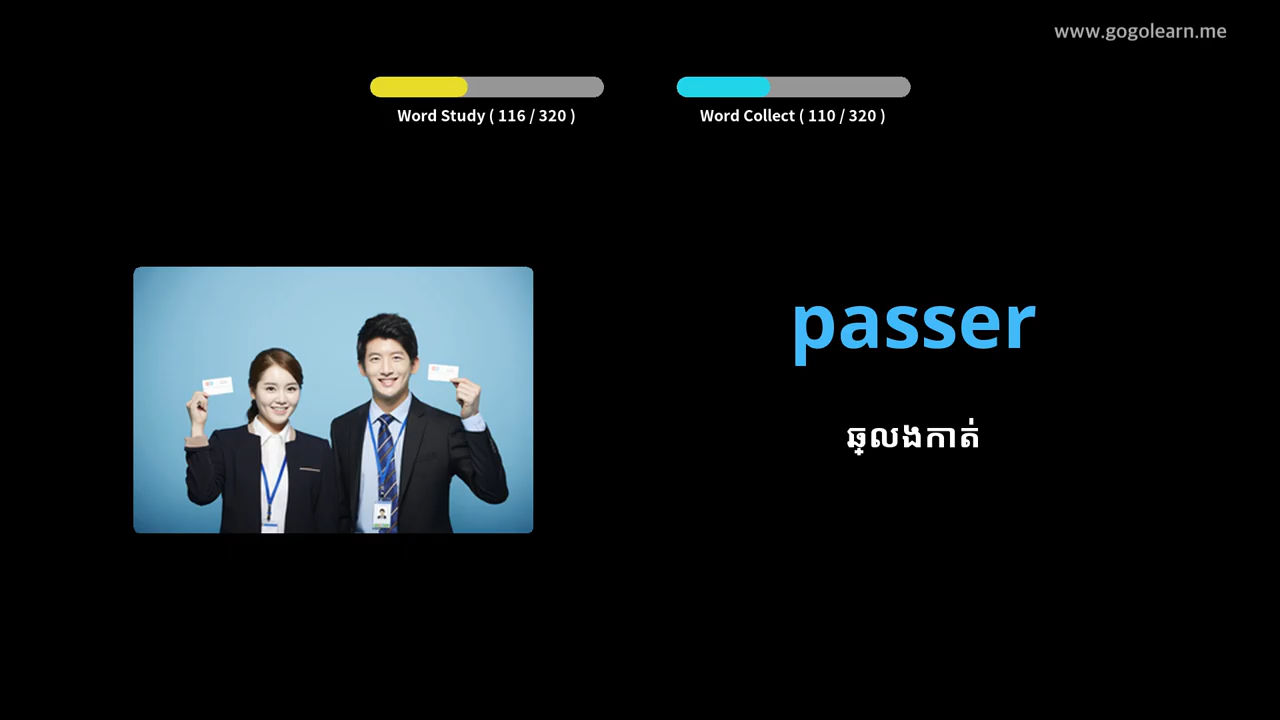 www.gogolearn.me
Word Study ( 116 / 320 )
Word Collect ( 110 / 320 )
passer
ឆ្លងកាត់